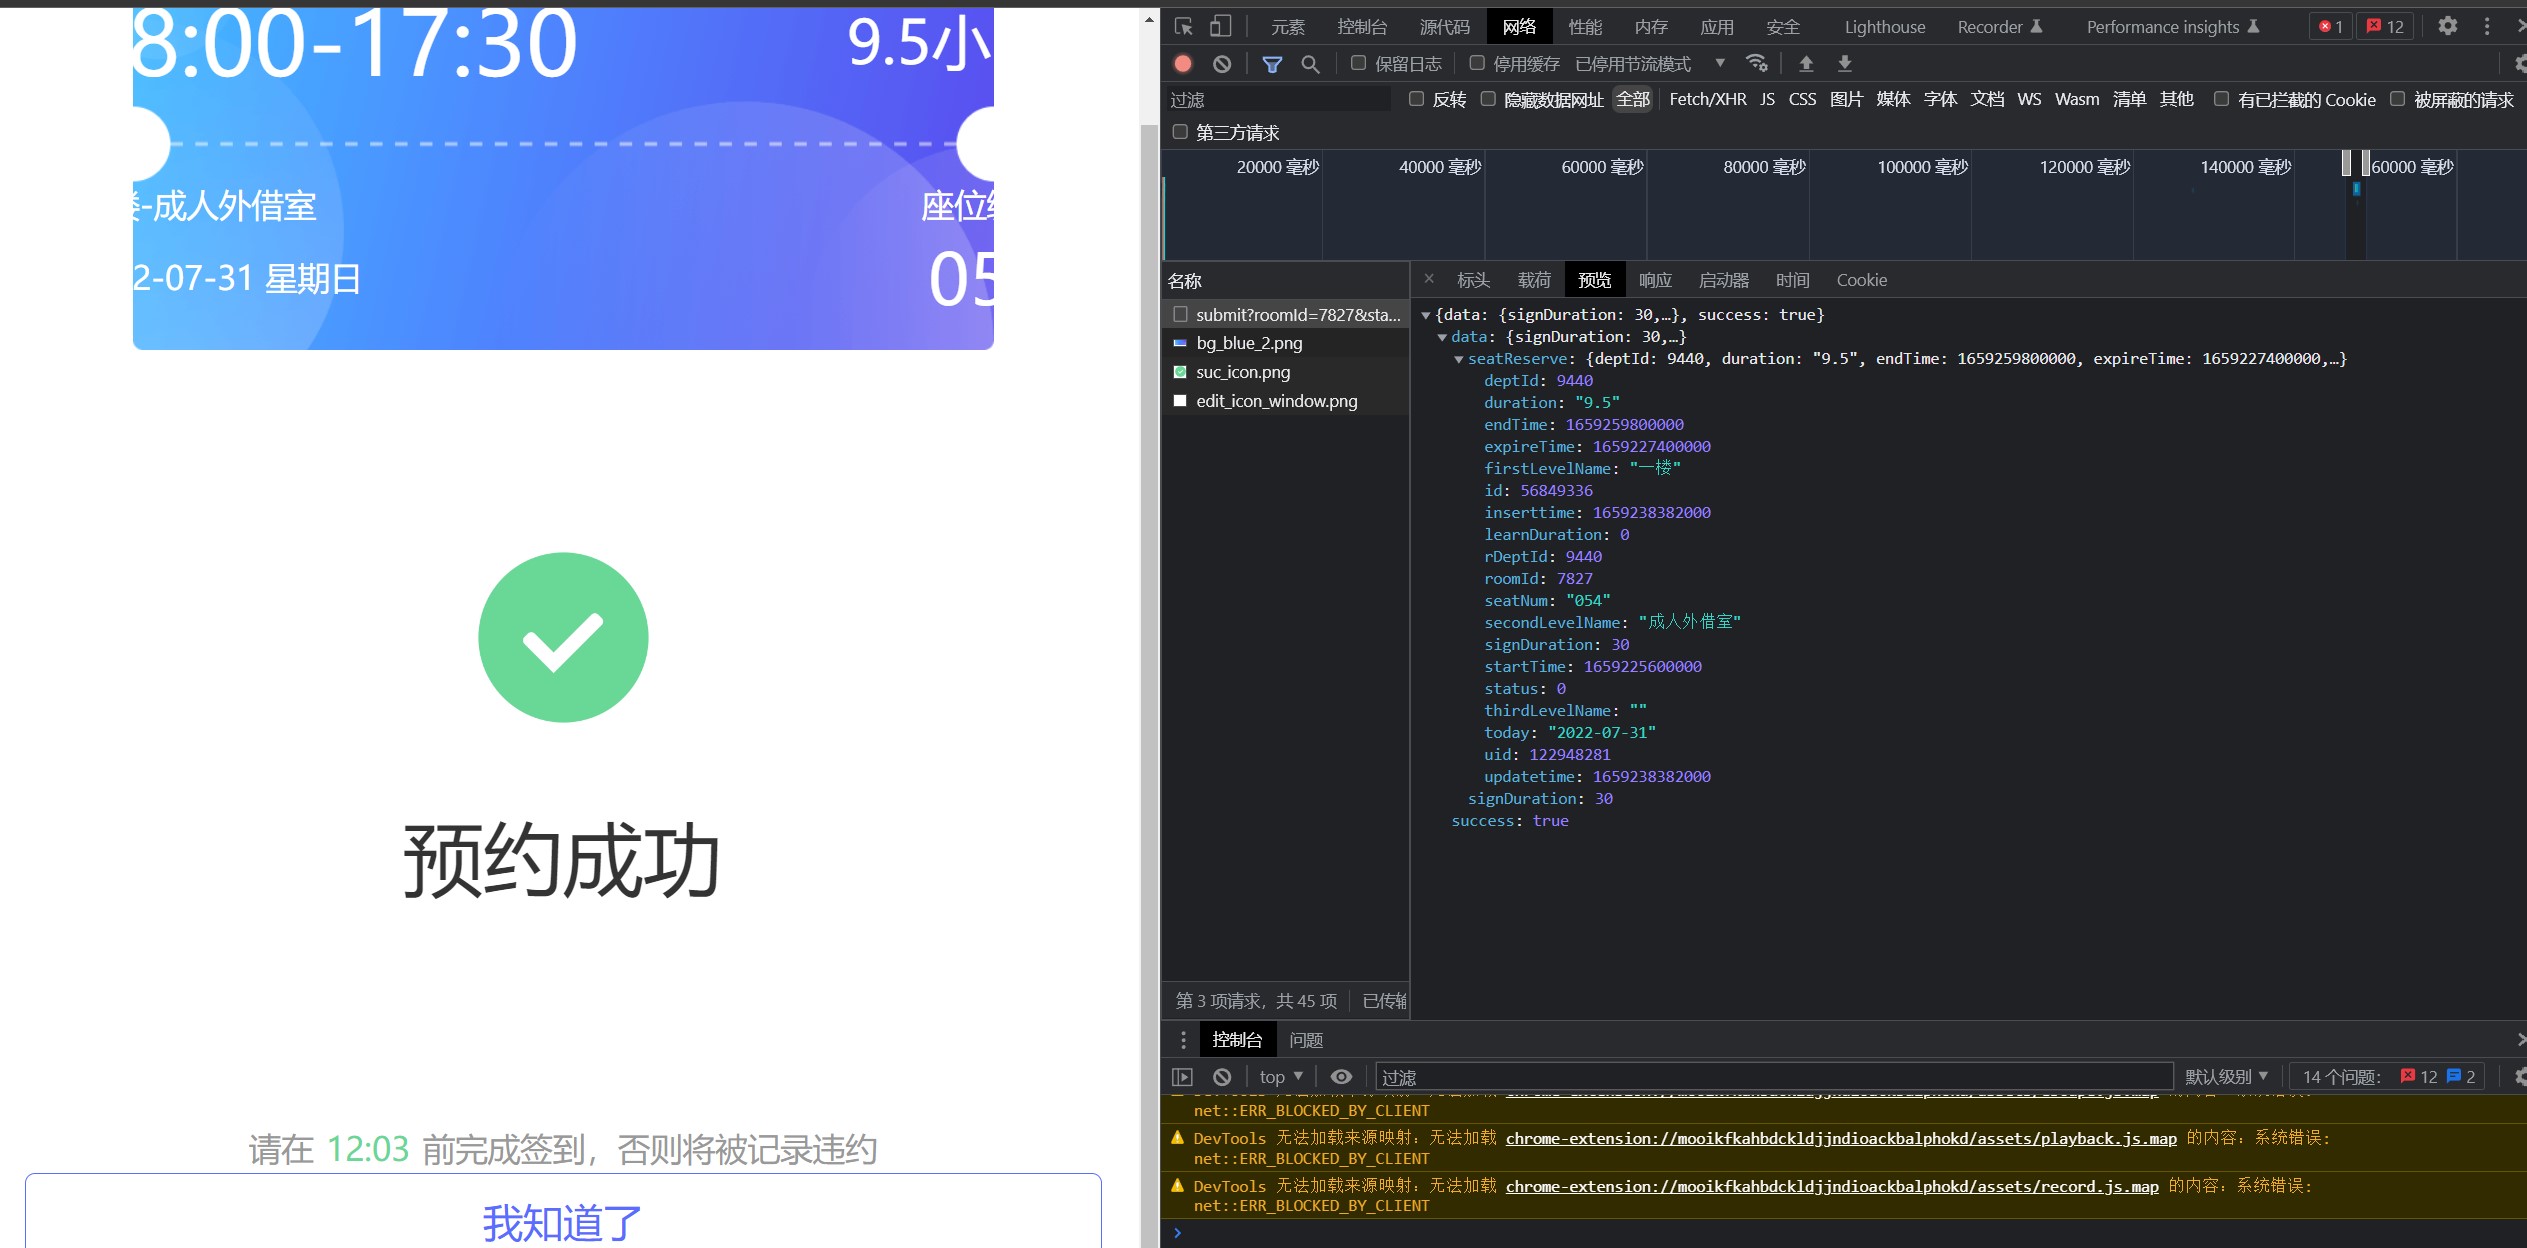 8:00-17:30
9.5小
-成人外借室
座位
2-07-31 星期日
05
预约成功
请在 12:03 前完成签到，否则将被记录违约
我知道了
元素 控制台 源代码 网络 性能 内存 应用 安全 Lighthouse Recorder Performance insights 1 12
保留日志 停用缓存 已停用节流模式
过滤 反转 隐藏数据网址 全部 Fetch/XHR JS CSS 图片 媒体 字体 文档 WS Wasm 清单 其他 有已拦截的 Cookie 被屏蔽的请求
第三方请求
20000 毫秒 40000 毫秒 60000 毫秒 80000 毫秒 100000 毫秒 120000 毫秒 140000 毫秒 60000 毫秒
名称
submit?roomId=7827&sta...
bg_blue_2.png
suc_icon.png
edit_icon_window.png
第 3 项请求，共 45 项 已传输
× 标头 载荷 预览 响应 启动器 时间 Cookie
{data: {signDuration: 30,…}, success: true}
data: {signDuration: 30,…}
seatReserve: {deptId: 9440, duration: "9.5", endTime: 1659259800000, expireTime: 1659227400000,…}
deptId: 9440
duration: "9.5"
endTime: 1659259800000
expireTime: 1659227400000
firstLevelName: "一楼"
id: 56849336
inserttime: 1659238382000
learnDuration: 0
rDeptId: 9440
roomId: 7827
seatNum: "054"
secondLevelName: "成人外借室"
signDuration: 30
startTime: 1659225600000
status: 0
thirdLevelName: ""
today: "2022-07-31"
uid: 122948281
updatetime: 1659238382000
signDuration: 30
success: true
控制台 问题
top 过滤 默认级别 14 个问题： 12 2
net::ERR_BLOCKED_BY_CLIENT
DevTools 无法加载来源映射：无法加载 chrome-extension://mooikfkahbdckldjjndioackbalphokd/assets/playback.js.map 的内容：系统错误：
net::ERR_BLOCKED_BY_CLIENT
DevTools 无法加载来源映射：无法加载 chrome-extension://mooikfkahbdckldjjndioackbalphokd/assets/record.js.map 的内容：系统错误：
net::ERR_BLOCKED_BY_CLIENT